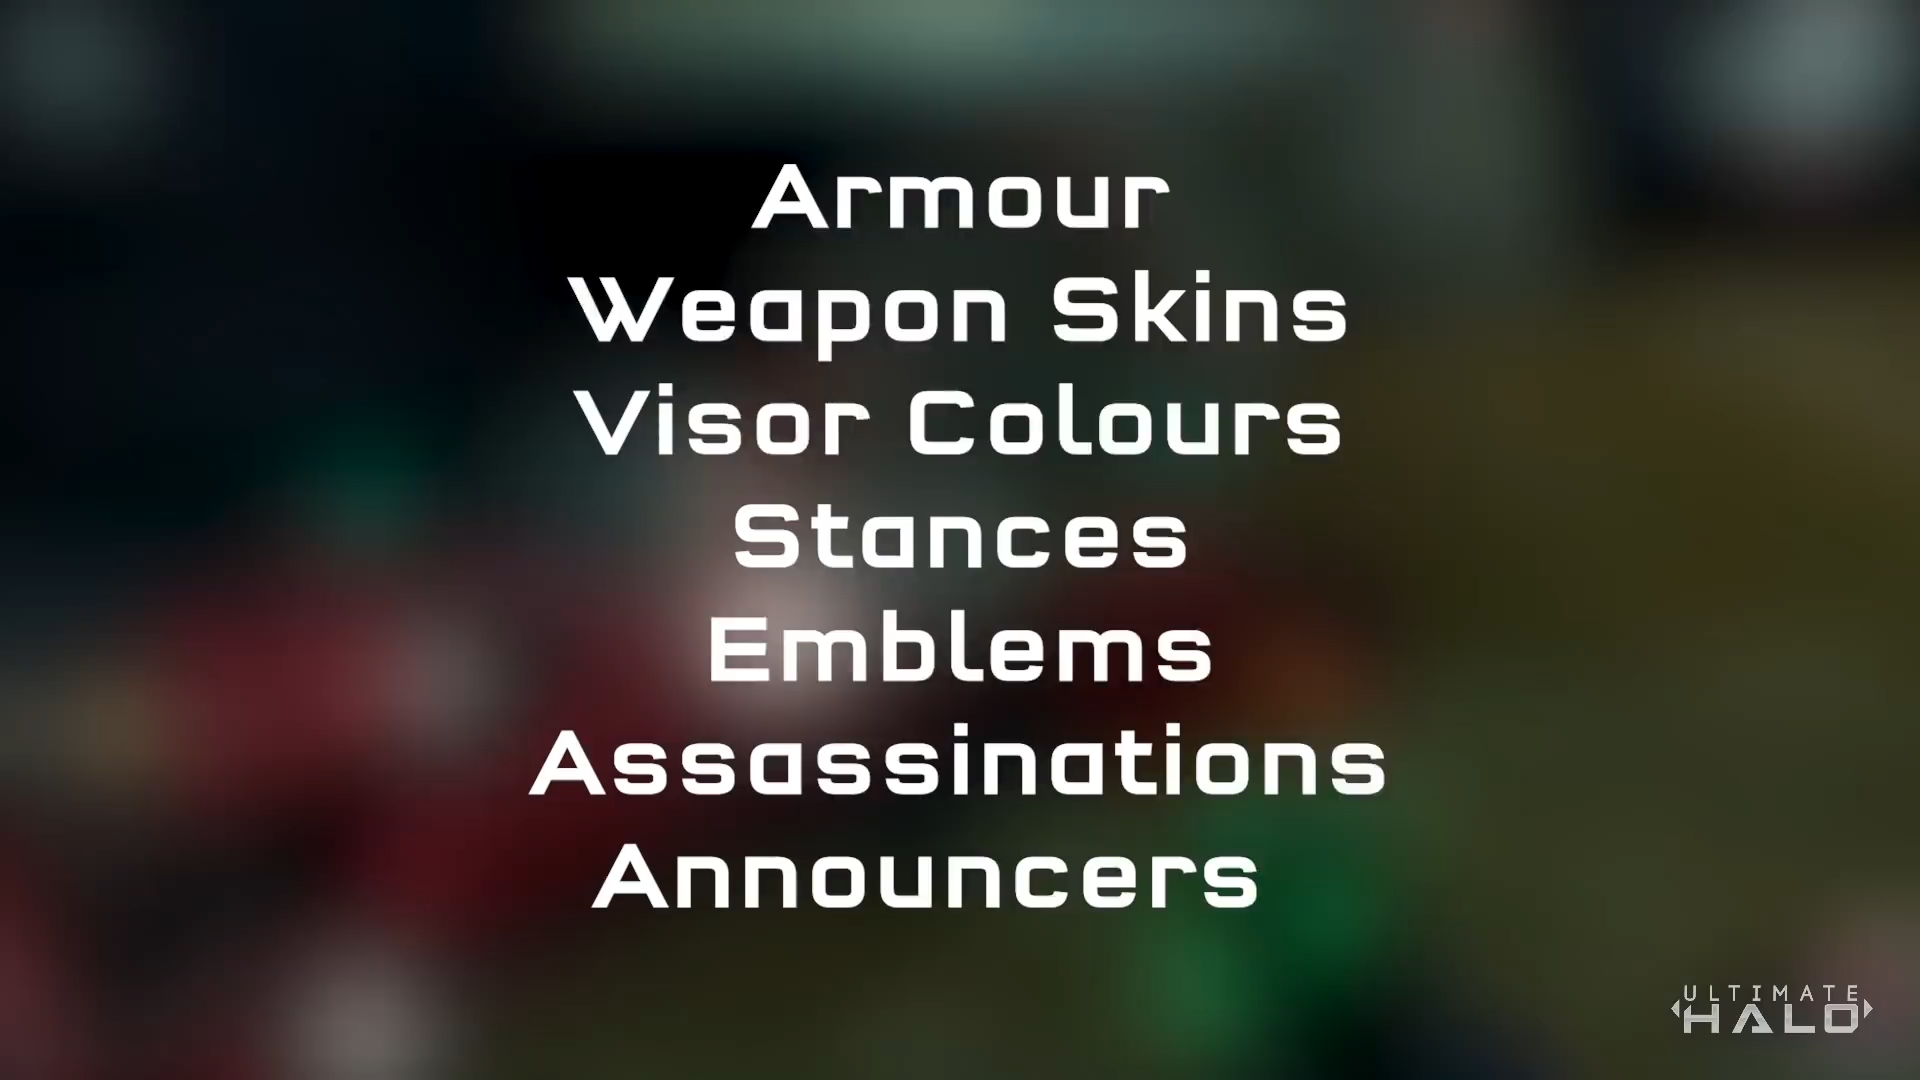 Armour
Weapon Skins
Visor Colours
Stances
Emblems
Assassinations
Announcers
ULTIMATE
HALO